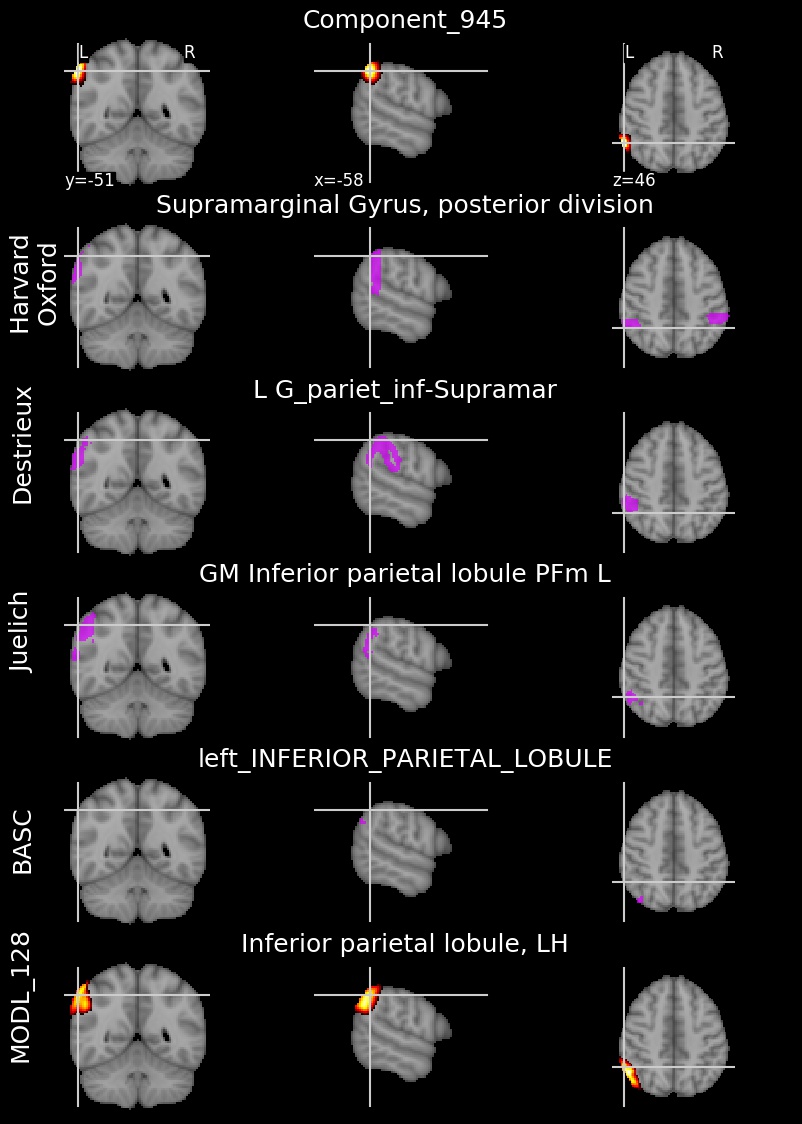 Component_945
L R
L R
y=-51 x=-58 z=46
Supramarginal Gyrus, posterior division
Harvard
Oxford
L G_pariet_inf-Supramar
Destrieux
GM Inferior parietal lobule PFm L
Juelich
left_INFERIOR_PARIETAL_LOBULE
BASC
Inferior parietal lobule, LH
MODL_128